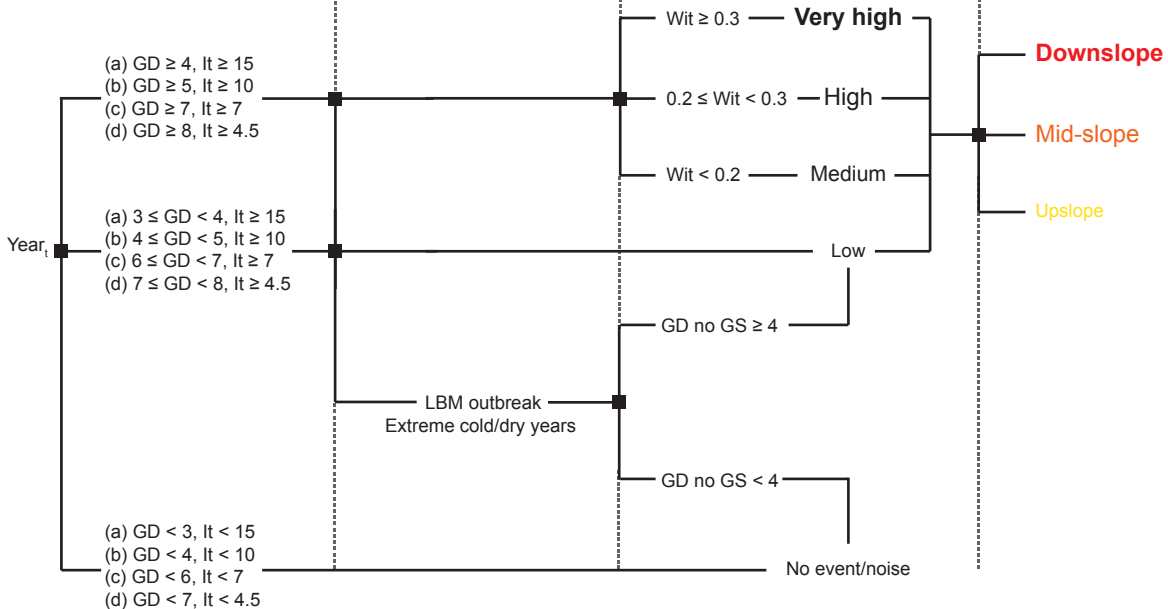 Wit ≥ 0.3
Very high
(a) GD ≥ 4, It ≥ 15
(b) GD ≥ 5, It ≥ 10
(c) GD ≥ 7, It ≥ 7
(d) GD ≥ 8, It ≥ 4.5
0.2 ≤ Wit < 0.3
High
Wit < 0.2
Medium
Downslope
Mid-slope
Upslope
Year t
(a) 3 ≤ GD < 4, It ≥ 15
(b) 4 ≤ GD < 5, It ≥ 10
(c) 6 ≤ GD < 7, It ≥ 7
(d) 7 ≤ GD < 8, It ≥ 4.5
Low
GD no GS ≥ 4
LBM outbreak
Extreme cold/dry years
GD no GS < 4
(a) GD < 3, It < 15
(b) GD < 4, It < 10
(c) GD < 6, It < 7
(d) GD < 7, It < 4.5
No event/noise